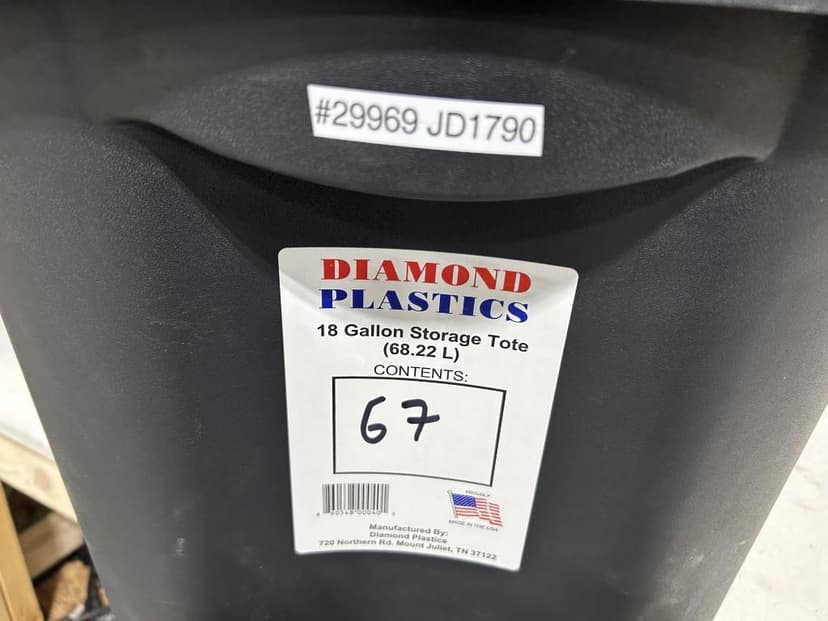 #29969 JD1790
DIAMOND
PLASTICS
18 Gallon Storage Tote
(68.22 L)
CONTENTS:
67
PROUDLY
MADE IN THE USA
Manufactured By:
Diamond Plastics
720 Northern Rd. Mount Juliet, TN 37122